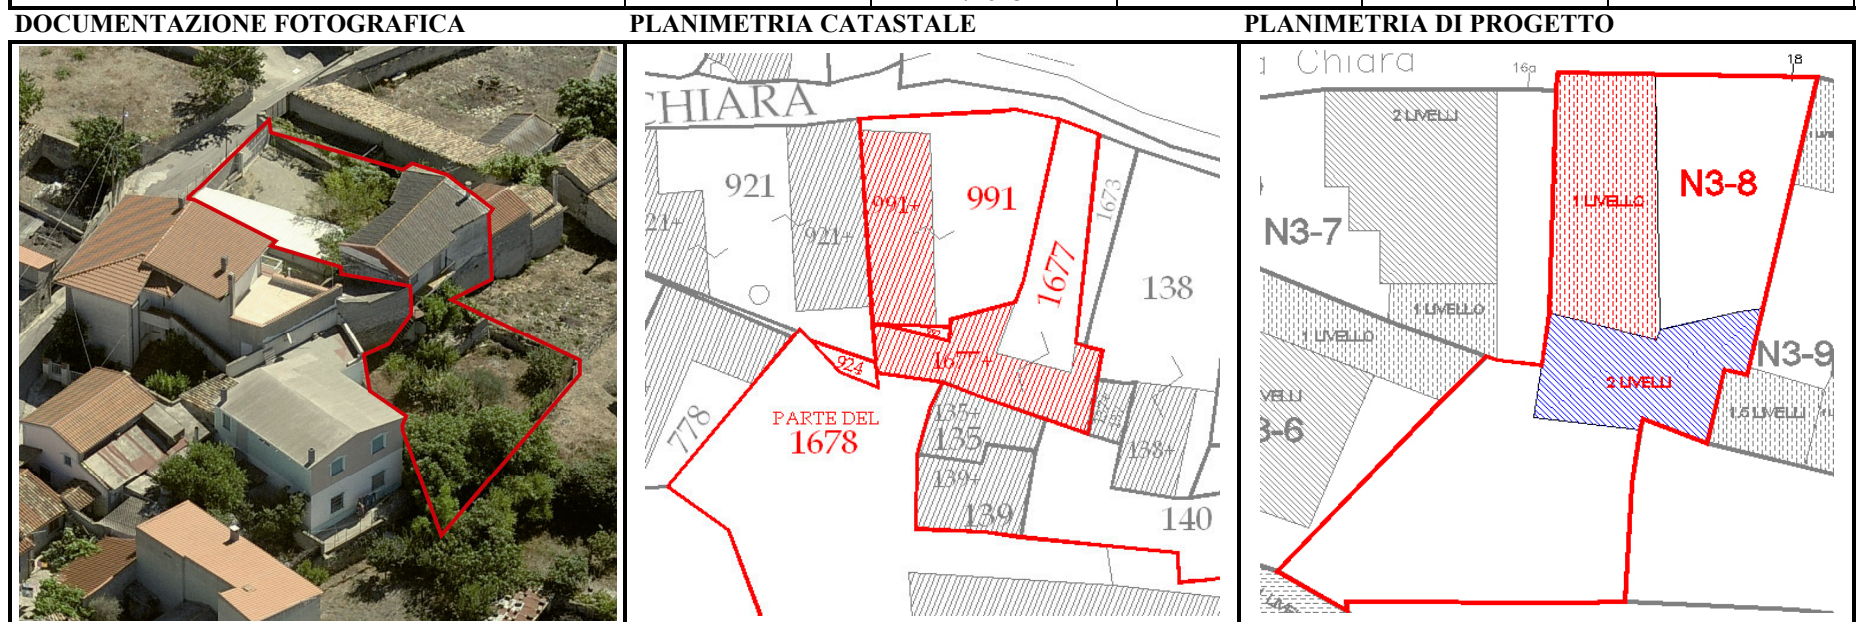 DOCUMENTAZIONE FOTOGRAFICA
PLANIMETRIA CATASTALE
PLANIMETRIA DI PROGETTO
CHIARA
921
921+
21+
991+
991
1677
1673
138
1677+
924
778
PARTE DEL
1678
135+
135
139+
139
138+
140
a Chiara
16a
18
2 LIVELLI
N3-7
1 LIVELLO
1 LIVELLO
1 LIVELLO
N3-8
N3-9
2 LIVELLI
1.5 LIVELLI
VELLI
3-6